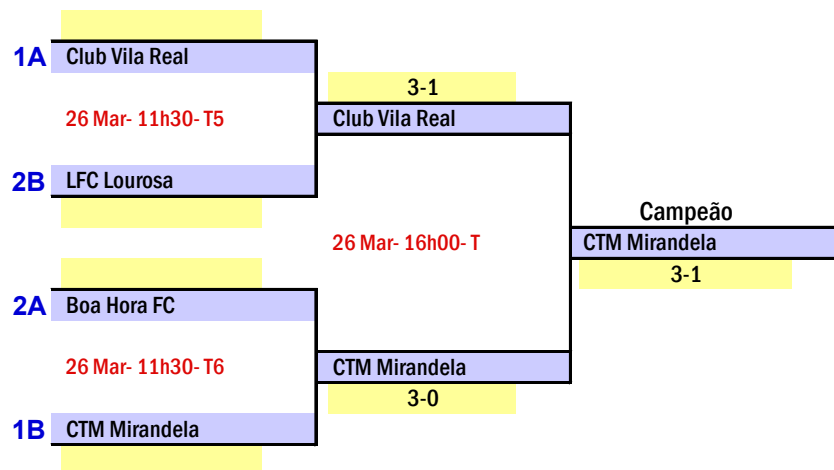 1A Club Vila Real
26 Mar- 11h30- T5
2B LFC Lourosa
3-1
Club Vila Real
26 Mar- 16h00- T
Campeão
CTM Mirandela
3-1
2A Boa Hora FC
26 Mar- 11h30- T6
1B CTM Mirandela
CTM Mirandela
3-0